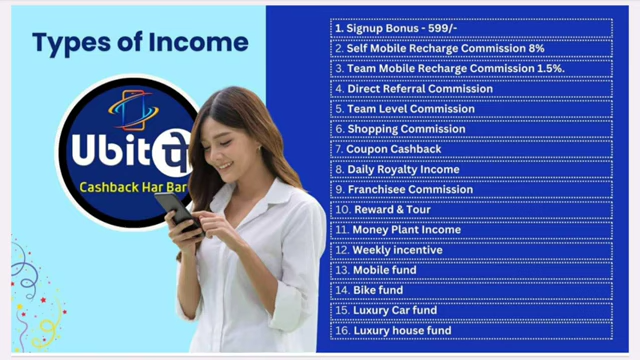 Types of Income
Ubit पे
Cashback Har Bar
1. Signup Bonus - 599/-
2. Self Mobile Recharge Commission 8%
3. Team Mobile Recharge Commission 1.5%.
4. Direct Referral Commission
5. Team Level Commission
6. Shopping Commission
7. Coupon Cashback
8. Daily Royalty Income
9. Franchisee Commission
10. Reward & Tour
11. Money Plant Income
12. Weekly incentive
13. Mobile fund
14. Bike fund
15. Luxury Car fund
16. Luxury house fund